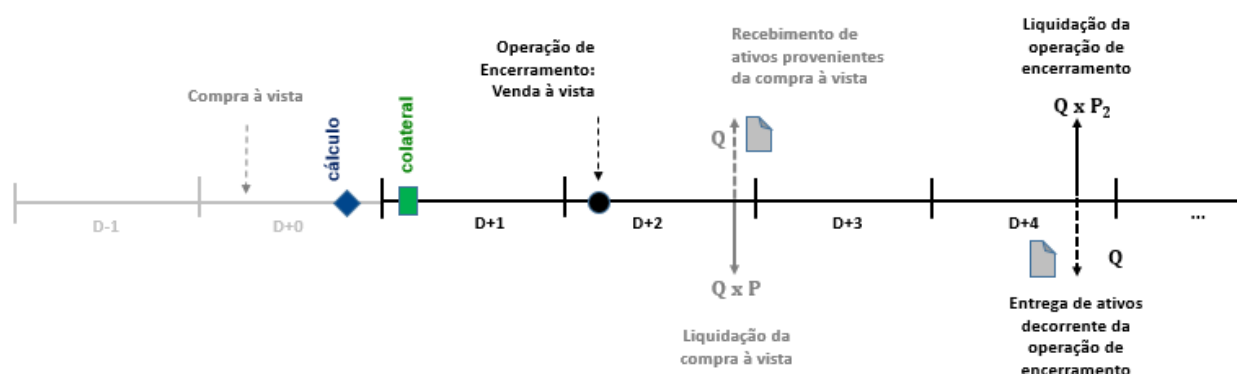 Compra à vista
cálculo
colateral
Operação de
Encerramento:
Venda à vista
Recebimento de
ativos provenientes
da compra à vista
Q
Liquidação da
operação de
encerramento
Q x P₂
D-1
D+0
D+1
D+2
D+3
D+4
...
Q x P
Liquidação da
compra à vista
Q
Entrega de ativos
decorrente da
operação de
encerramento